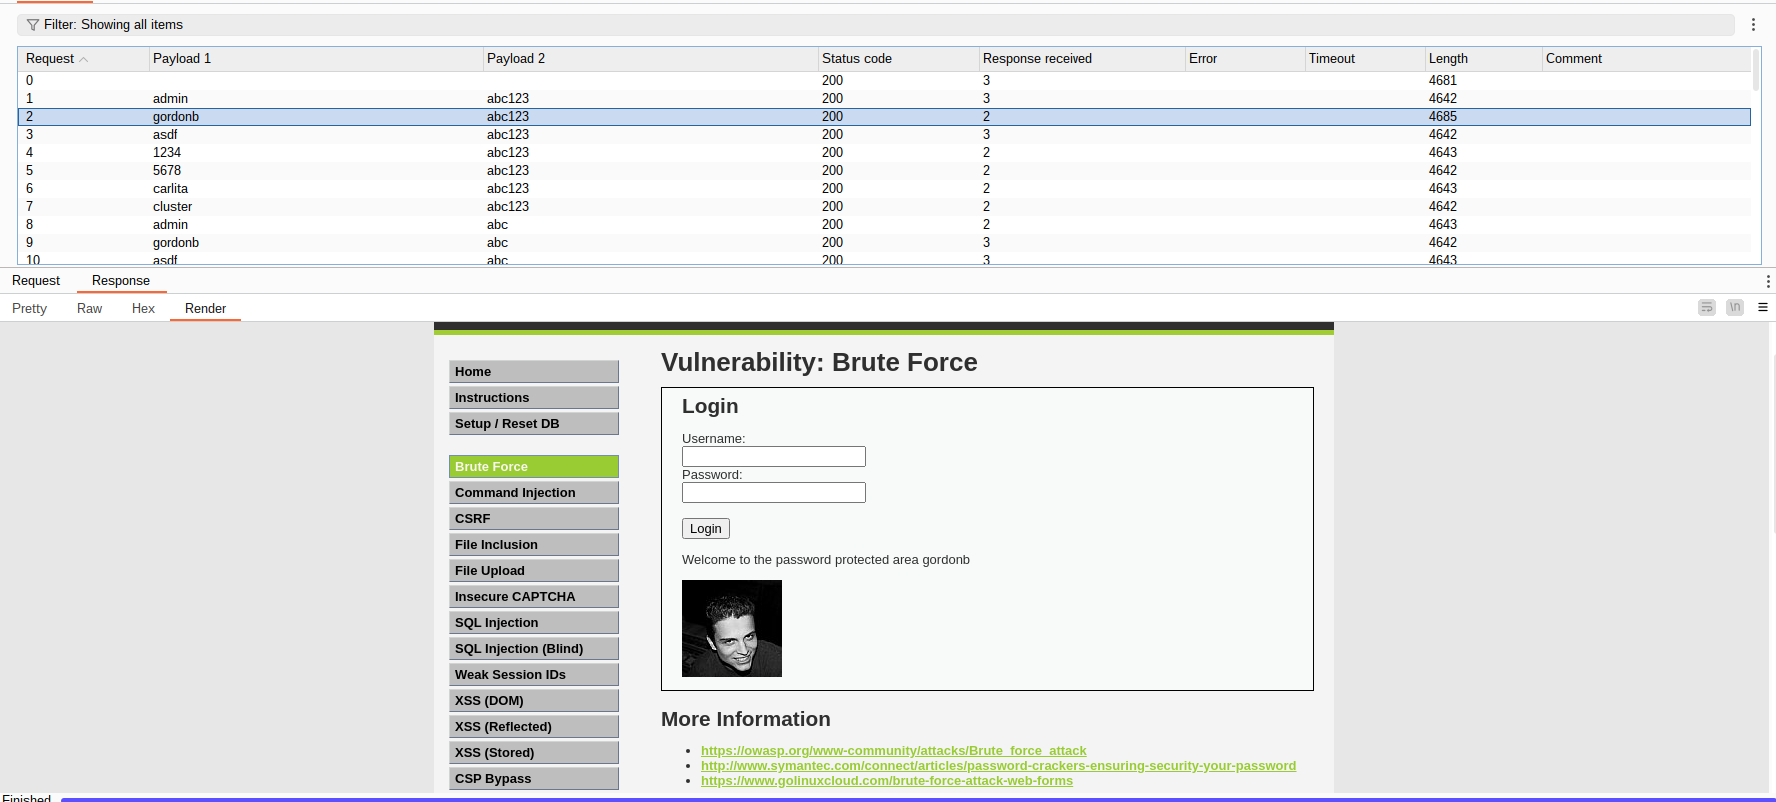 Filter: Showing all items
Request Payload 1 Payload 2 Status code Response received Error Timeout Length Comment
0 200 3 4681
1 admin abc123 200 3 4642
2 gordonb abc123 200 2 4685
3 asdf abc123 200 3 4642
4 1234 abc123 200 2 4643
5 5678 abc123 200 2 4642
6 carlita abc123 200 2 4643
7 cluster abc123 200 2 4642
8 admin abc 200 2 4643
9 gordonb abc 200 3 4642
10 asdf abc 200 3 4643
Request Response
Pretty Raw Hex Render \n
Home
Instructions
Setup / Reset DB
Brute Force
Command Injection
CSRF
File Inclusion
File Upload
Insecure CAPTCHA
SQL Injection
SQL Injection (Blind)
Weak Session IDs
XSS (DOM)
XSS (Reflected)
XSS (Stored)
CSP Bypass
Vulnerability: Brute Force
Login
Username:
Password:
Login
Welcome to the password protected area gordonb
More Information
https://owasp.org/www-community/attacks/Brute_force_attack
http://www.symantec.com/connect/articles/password-crackers-ensuring-security-your-password
https://www.golinuxcloud.com/brute-force-attack-web-forms
Finished